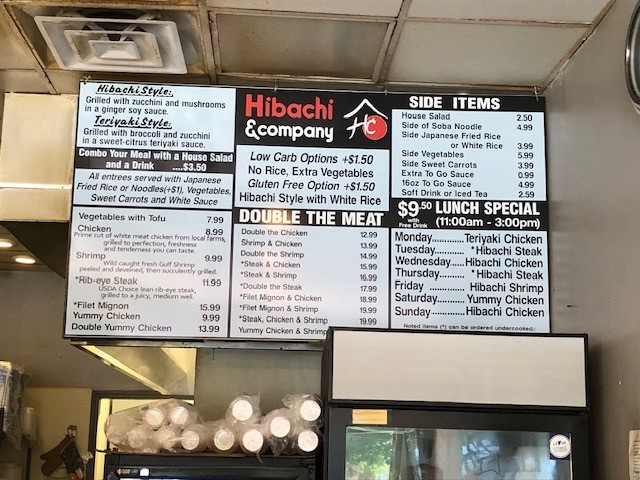 Hibachi Style:
Grilled with zucchini and mushrooms
in a ginger soy sauce.
Teriyaki Style:
Grilled with broccoli and zucchini
in a sweet-citrus teriyaki sauce.
Combo Your Meal with a House Salad
and a Drink ....$3.50
All entrees served with Japanese
Fried Rice or Noodles(+$1), Vegetables,
Sweet Carrots and White Sauce
Vegetables with Tofu 7.99
Chicken 8.99
Prime cut of white meat chicken from local farms,
grilled to perfection, freshness
and tenderness you can taste.
Shrimp 9.99
Wild caught fresh Gulf Shrimp
peeled and deveined, then succulently grilled.
*Rib-eye Steak 11.99
USDA Choice lean rib-eye steak,
grilled to a juicy, medium well.
*Filet Mignon 15.99
Yummy Chicken 9.99
Double Yummy Chicken 13.99
Hibachi
&company
HC
Low Carb Options +$1.50
No Rice, Extra Vegetables
Gluten Free Option +$1.50
Hibachi Style with White Rice
DOUBLE THE MEAT
Double the Chicken 12.99
Shrimp & Chicken 13.99
Double the Shrimp 14.99
*Steak & Chicken 15.99
*Steak & Shrimp 16.99
*Double the Steak 17.99
*Filet Mignon & Chicken 18.99
*Filet Mignon & Shrimp 19.99
*Steak, Chicken & Shrimp 19.99
Yummy Chicken & Shrimp
SIDE ITEMS
House Salad 2.50
Side of Soba Noodle 4.99
Side Japanese Fried Rice
or White Rice 3.99
Side Vegetables 5.99
Side Sweet Carrots 3.99
Extra To Go Sauce 0.99
16oz To Go Sauce 4.99
Soft Drink or Iced Tea 2.59
$9.50 LUNCH SPECIAL
with Free Drink (11:00am - 3:00pm)
Monday...........Teriyaki Chicken
Tuesday........... *Hibachi Steak
Wednesday.... Hibachi Chicken
Thursday.......... *Hibachi Steak
Friday Hibachi Shrimp
Saturday.......... Yummy Chicken
Sunday...........Hibachi Chicken
Noted items (*) can be ordered undercooked.